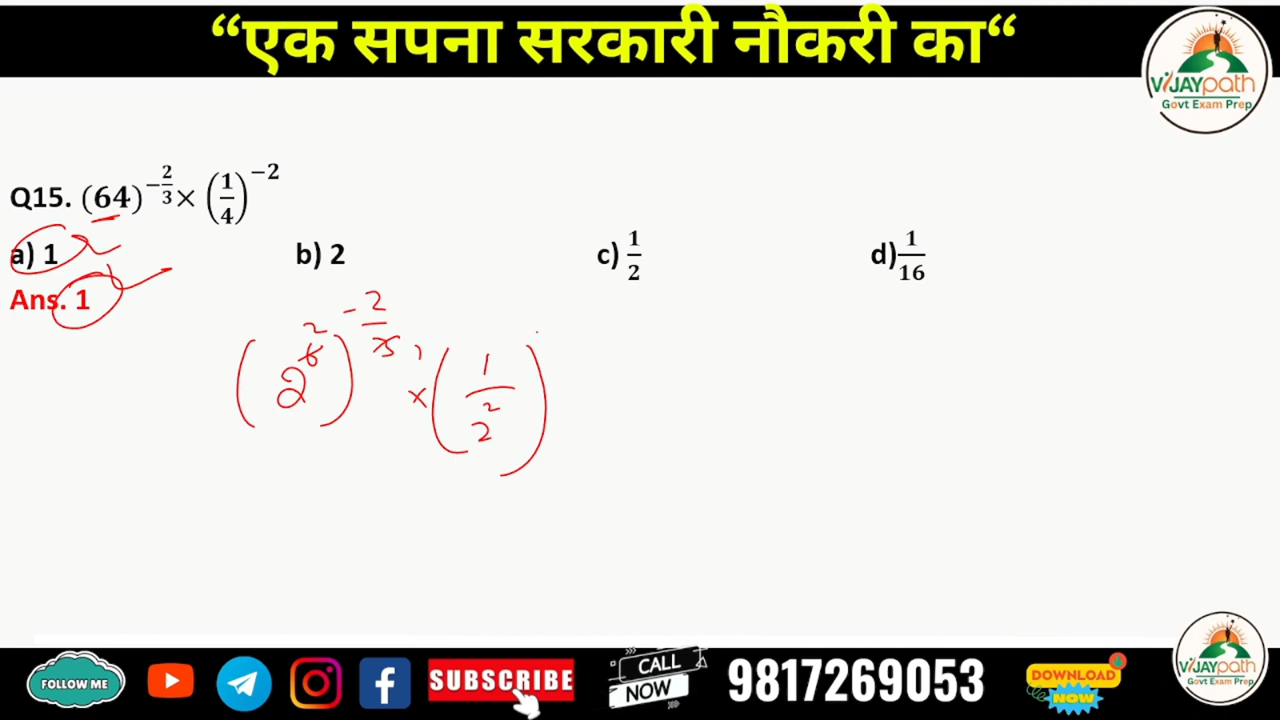 “एक सपना सरकारी नौकरी का“
ViJAYpath
Govt Exam Prep
Q15. (64)^{-2/3} × (1/4)^{-2}
a) 1 b) 2 c) 1/2 d) 1/16
Ans. 1
(2^6)^{-2/3} × (1/2^2)
2 1
FOLLOW ME
SUBSCRIBE
CALL NOW
9817269053
DOWNLOAD NOW
ViJAYpath
Govt Exam Prep